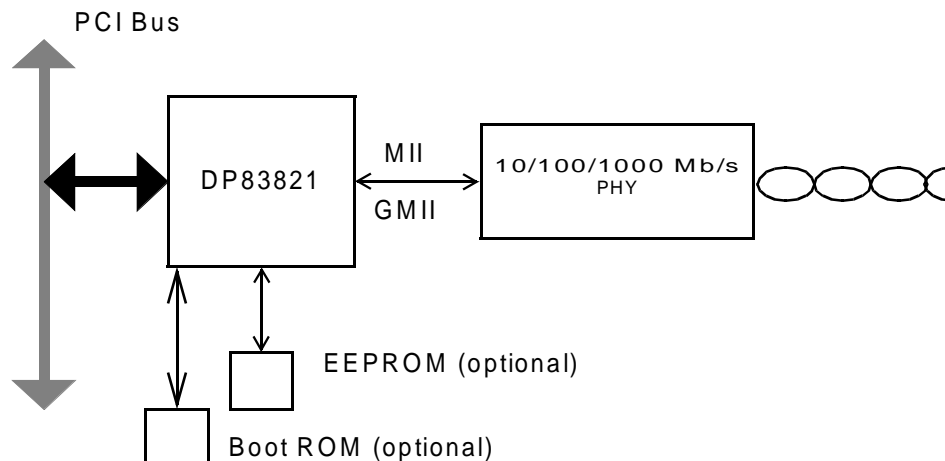 PCI Bus
MII
DP83821
10/100/1000 Mb/s
PHY
GMII
EEPROM (optional)
Boot ROM (optional)